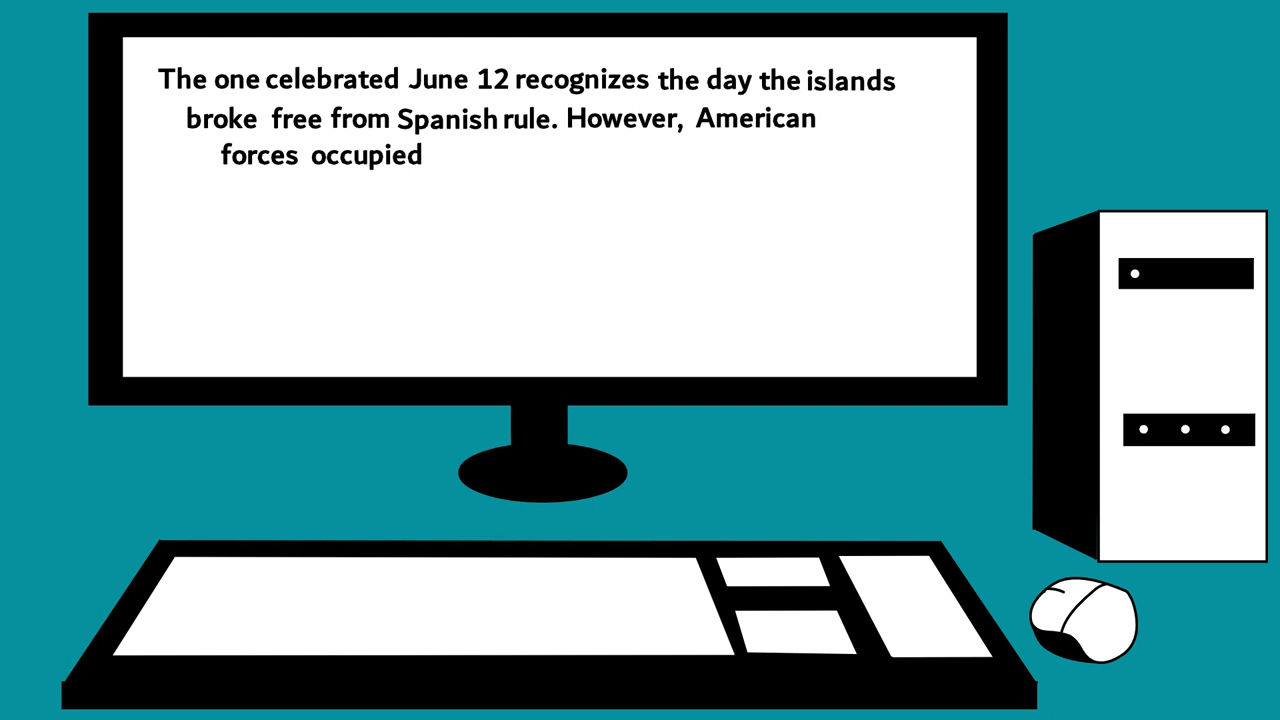 The one celebrated June 12 recognizes the day the islands
broke free from Spanish rule. However, American
forces occupied